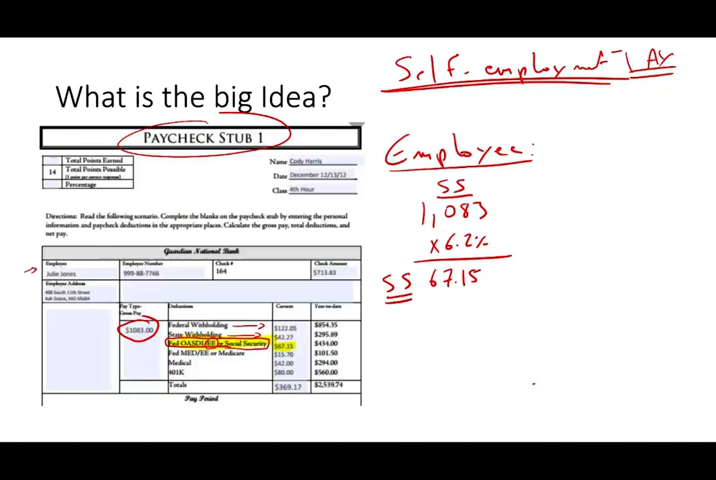 Self-employment TAX
What is the big Idea?
PAYCHECK STUB 1
Total Points Earned
14 Total Points Possible
Percentage
Name Cody Harris
Date December 12/13/12
Class 4th Hour
Directions: Read the following scenario. Complete the blanks on the paycheck stub by entering the personal
information and paycheck deductions in the appropriate places. Calculate the gross pay, total deductions, and
net pay.
Guardian National Bank
Employee Employee Number Check # Check Amount
Julie Jones 999-88-7766 164 $713.83
Employee Address
Pay Type- Deductions Current Year-to-date
Gross Pay
$1083.00
Federal Withholding $122.05 $854.35
State Withholding $42.27 $295.89
Fed OASDI/EE or Social Security $67.15 $434.00
Fed MED/EE or Medicare $15.70 $101.50
Medical $42.00 $294.00
401K $80.00 $560.00
Totals $369.17 $2,539.74
Pay Period
Employee:
SS
1,083
x6.2%
SS 67.15